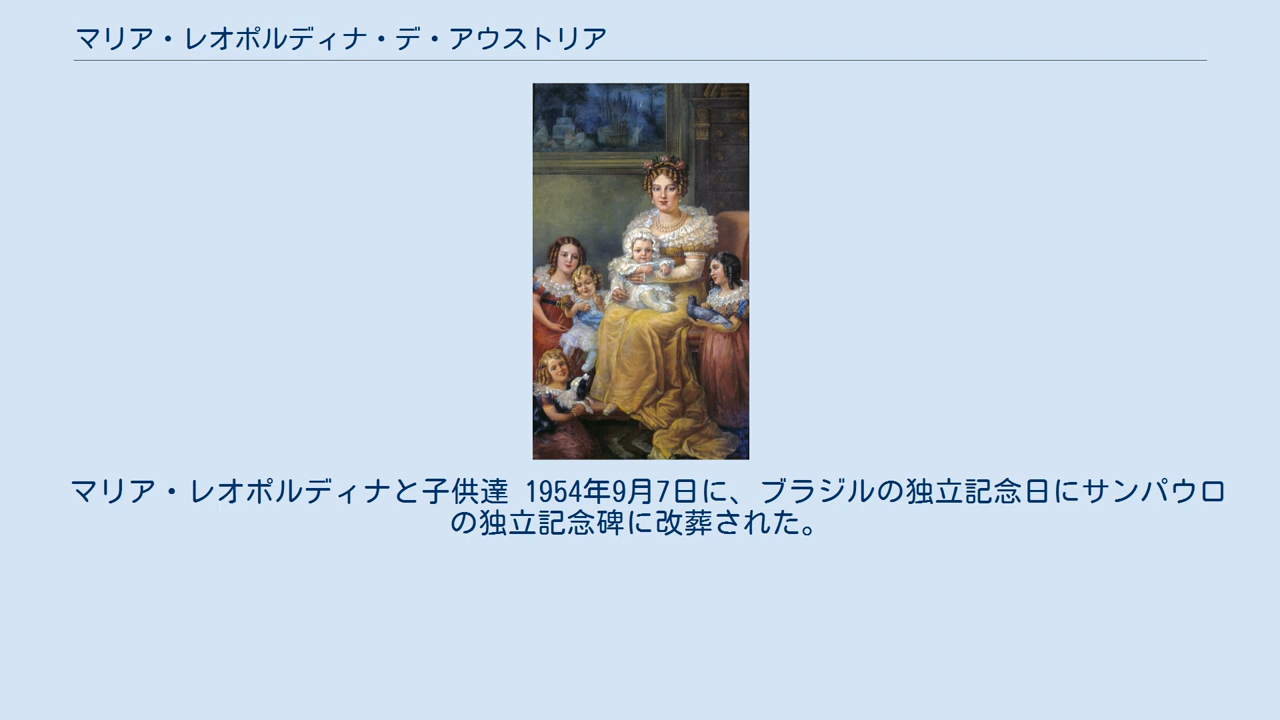 マリア・レオポルディナ・デ・アウストリア
マリア・レオポルディナと子供達 1954年9月7日に、ブラジルの独立記念日にサンパウロ
の独立記念碑に改葬された。